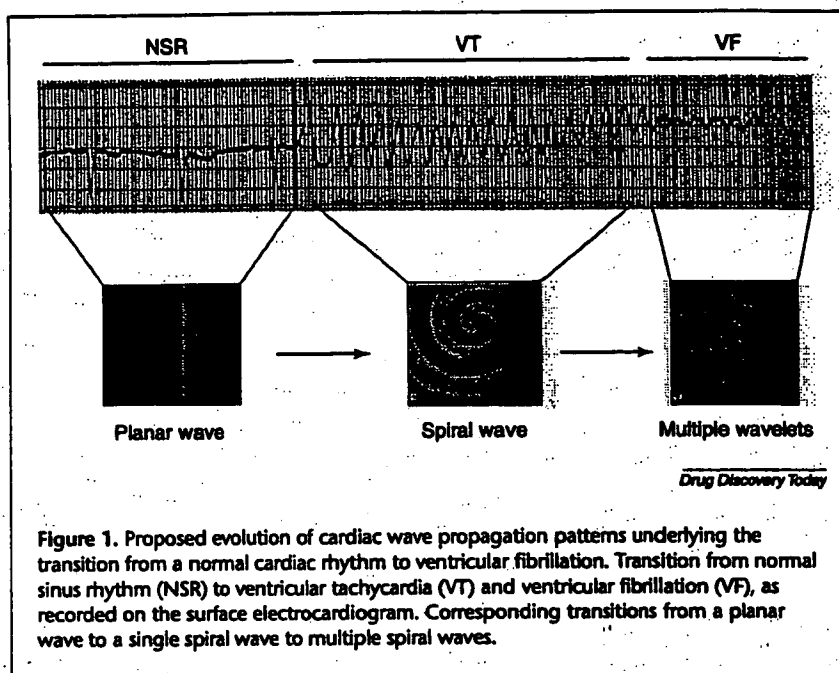 NSR VT VF
Planar wave Spiral wave Multiple wavelets
Drug Discovery Today
Figure 1. Proposed evolution of cardiac wave propagation patterns underlying the
transition from a normal cardiac rhythm to ventricular fibrillation. Transition from normal
sinus rhythm (NSR) to ventricular tachycardia (VT) and ventricular fibrillation (VF), as
recorded on the surface electrocardiogram. Corresponding transitions from a planar
wave to a single spiral wave to multiple spiral waves.